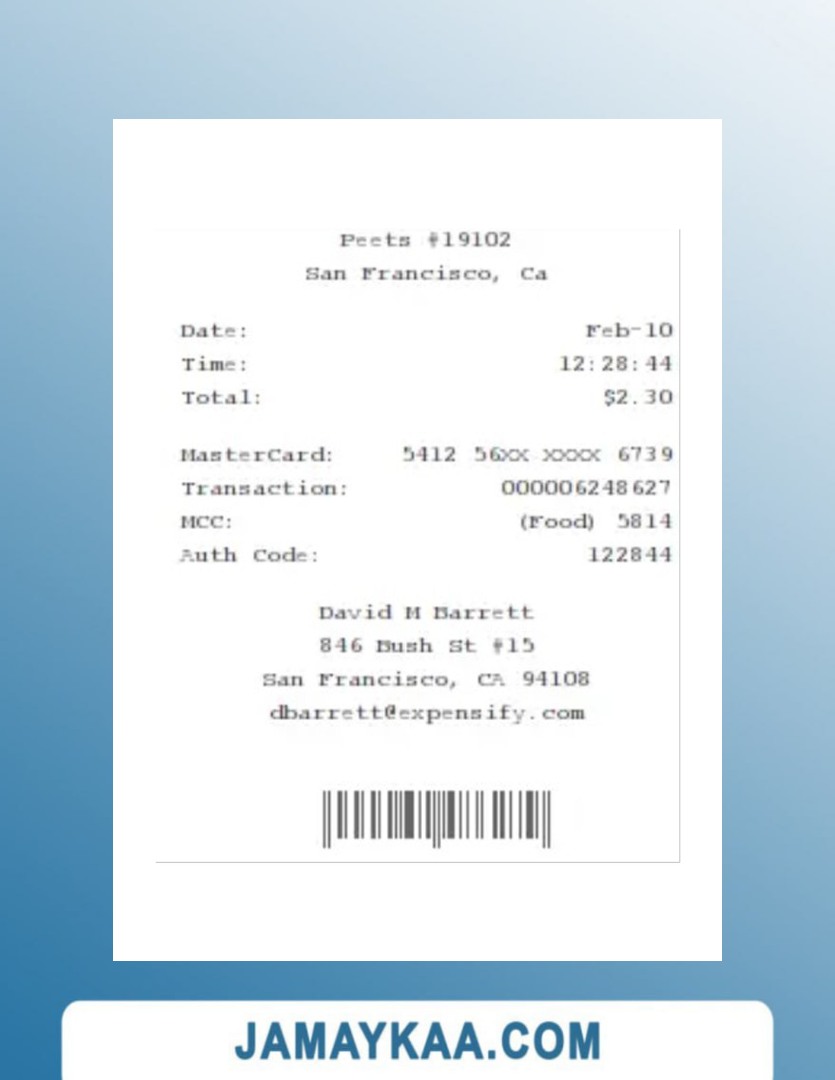 Peets #19102
San Francisco, Ca
Date: Feb-10
Time: 12:28:44
Total: $2.30
MasterCard: 5412 56xx xxxx 6739
Transaction: 000006248627
MCC: (Food) 5814
Auth Code: 122844
David M Barrett
846 Bush St #15
San Francisco, CA 94108
dbarrett@expensify.com
JAMAYKAA.COM